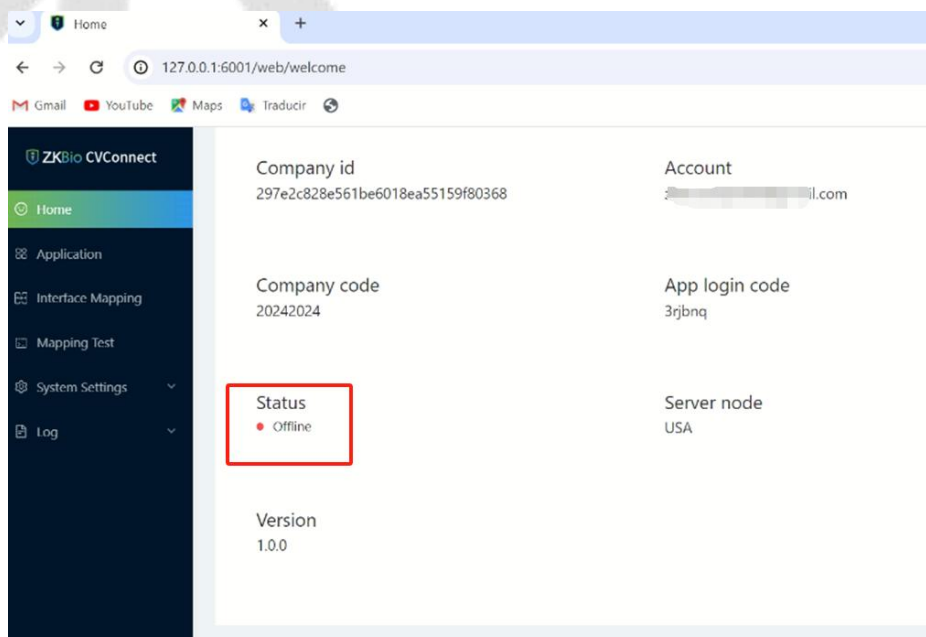 Home
127.0.0.1:6001/web/welcome
Gmail YouTube Maps Traducir
ZKBio CVConnect
Home
Application
Interface Mapping
Mapping Test
System Settings
Log
Company id
297e2c828e561be6018ea55159f80368
Account
il.com
Company code
20242024
App login code
3rjbnq
Status
Offline
Server node
USA
Version
1.0.0